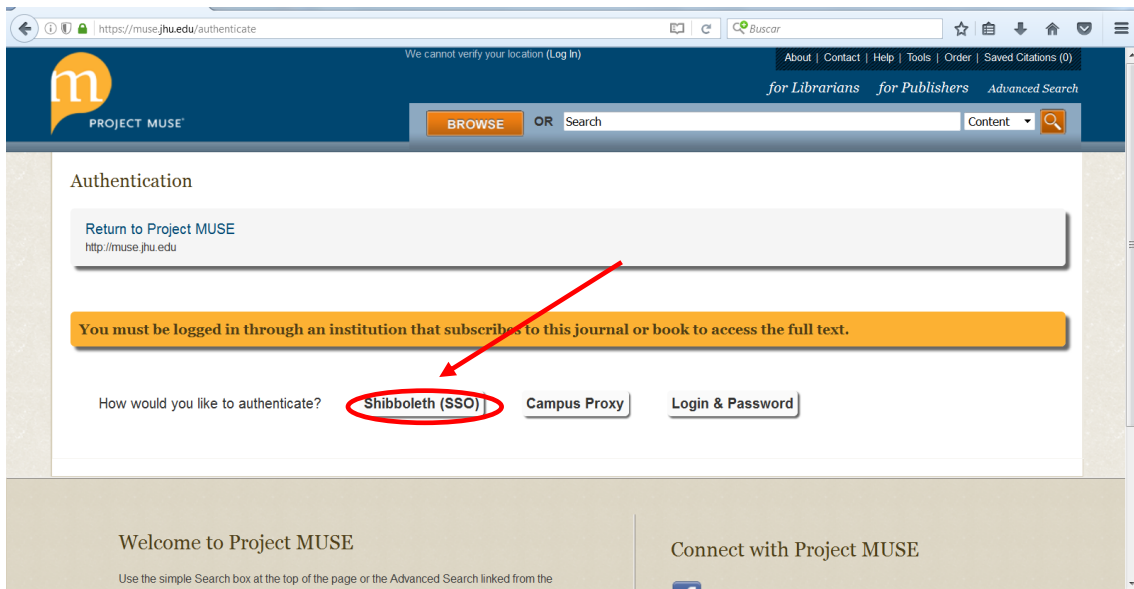 https://muse.jhu.edu/authenticate
Buscar
We cannot verify your location (Log In)
About | Contact | Help | Tools | Order | Saved Citations (0)
for Librarians for Publishers Advanced Search
m
PROJECT MUSE®
BROWSE OR Search Content
Authentication
Return to Project MUSE
http://muse.jhu.edu
You must be logged in through an institution that subscribes to this journal or book to access the full text.
How would you like to authenticate? Shibboleth (SSO) Campus Proxy Login & Password
Welcome to Project MUSE
Connect with Project MUSE
Use the simple Search box at the top of the page or the Advanced Search linked from the